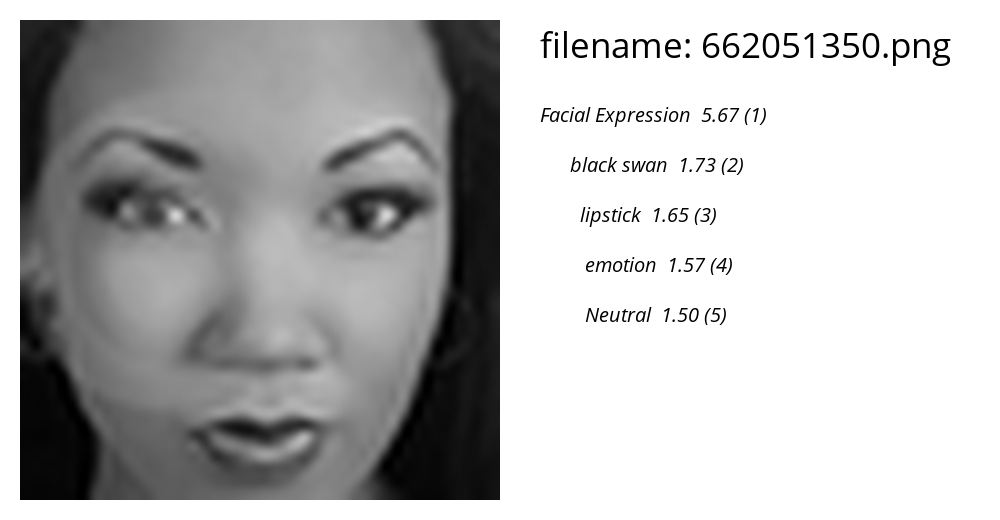 filename: 662051350.png
Facial Expression 5.67 (1)
black swan 1.73 (2)
lipstick 1.65 (3)
emotion 1.57 (4)
Neutral 1.50 (5)